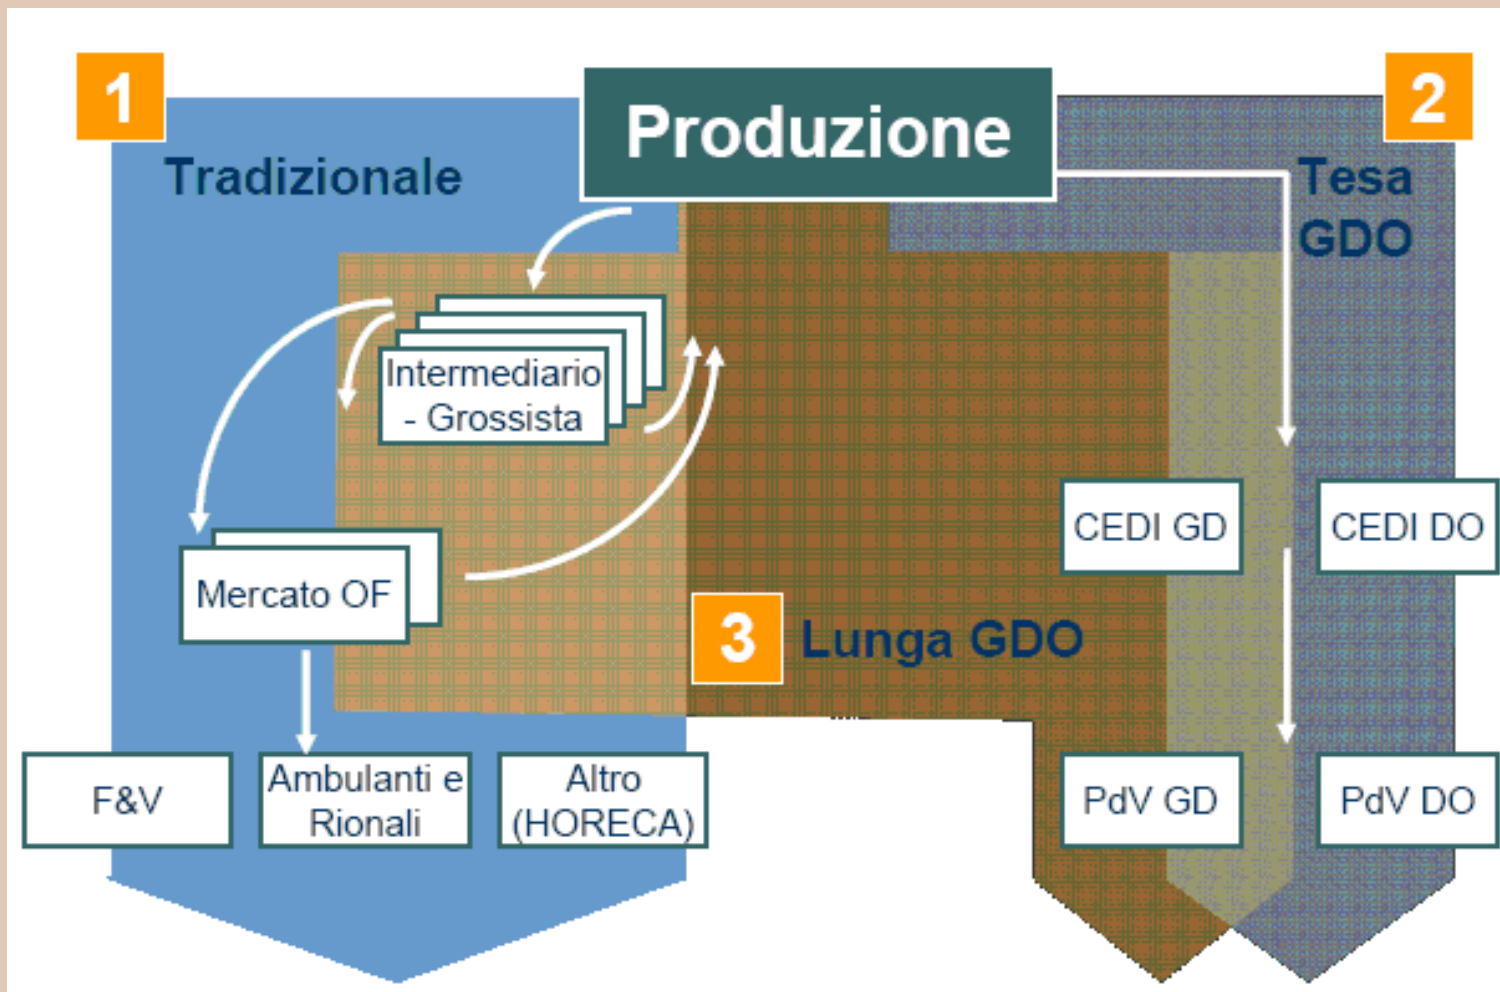 1
Produzione
2
Tradizionale
Tesa
GDO
Intermediario
- Grossista
CEDI GD
CEDI DO
Mercato OF
3
Lunga GDO
F&V
Ambulanti e
Rionali
Altro
(HORECA)
PdV GD
PdV DO